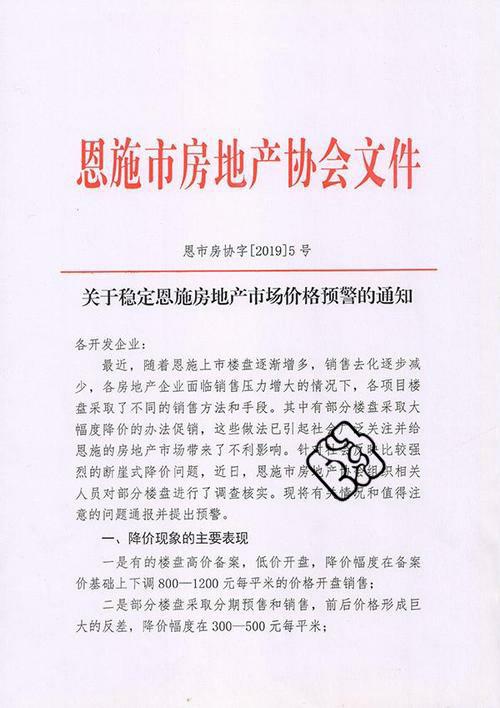 恩施市房地产协会文件
恩市房协字[2019]5号
关于稳定恩施房地产市场价格预警的通知
各开发企业：
最近，随着恩施上市楼盘逐渐增多，销售去化逐步减
少，各房地产企业面临销售压力增大的情况下，各项目楼
盘采取了不同的销售方法和手段。其中有部分楼盘采取大
幅度降价的办法促销，这些做法已引起社会广泛关注并给
恩施的房地产市场带来了不利影响。针对社会反映比较强
烈的断崖式降价问题，近日，恩施市房地产协会组织相关
人员对部分楼盘进行了调查核实。现将有关情况和值得注
意的问题通报并提出预警。
一、降价现象的主要表现
一是有的楼盘高价备案，低价开盘，降价幅度在备案
价基础上下调800—1200元每平米的价格开盘销售；
二是部分楼盘采取分期预售和销售，前后价格形成巨
大的反差，降价幅度在300—500元每平米；